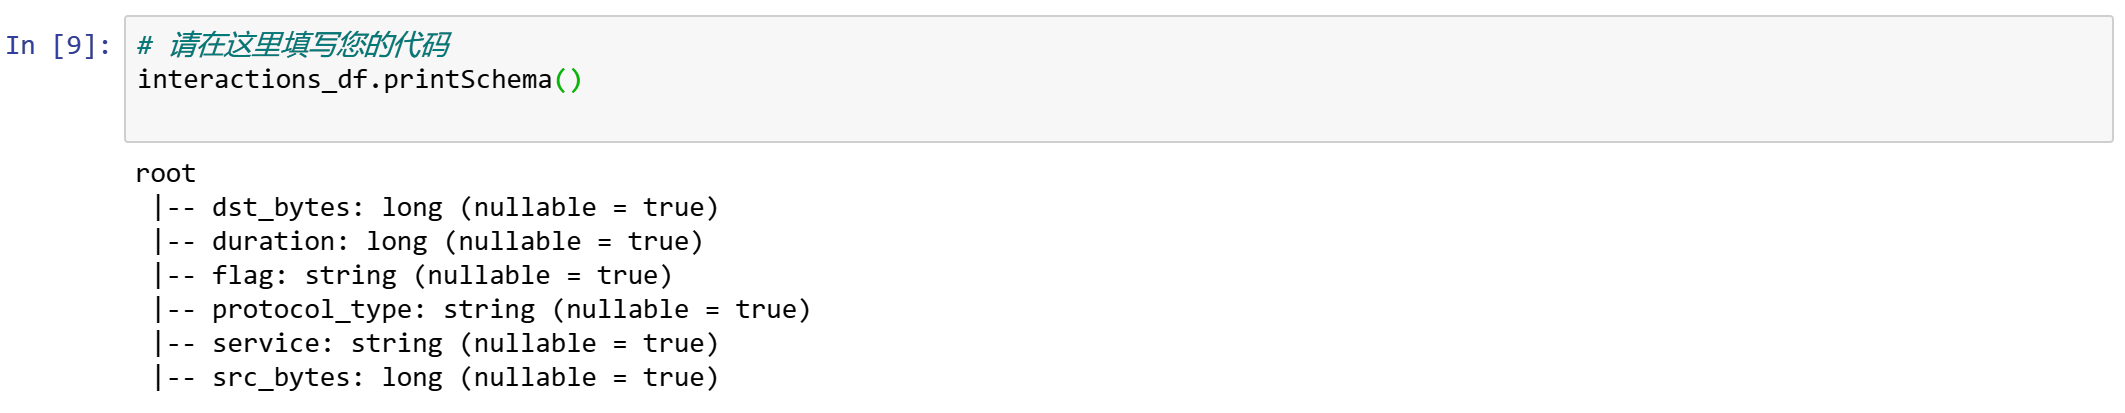 In [9]: # 请在这里填写您的代码
interactions_df.printSchema()
root
 |-- dst_bytes: long (nullable = true)
 |-- duration: long (nullable = true)
 |-- flag: string (nullable = true)
 |-- protocol_type: string (nullable = true)
 |-- service: string (nullable = true)
 |-- src_bytes: long (nullable = true)